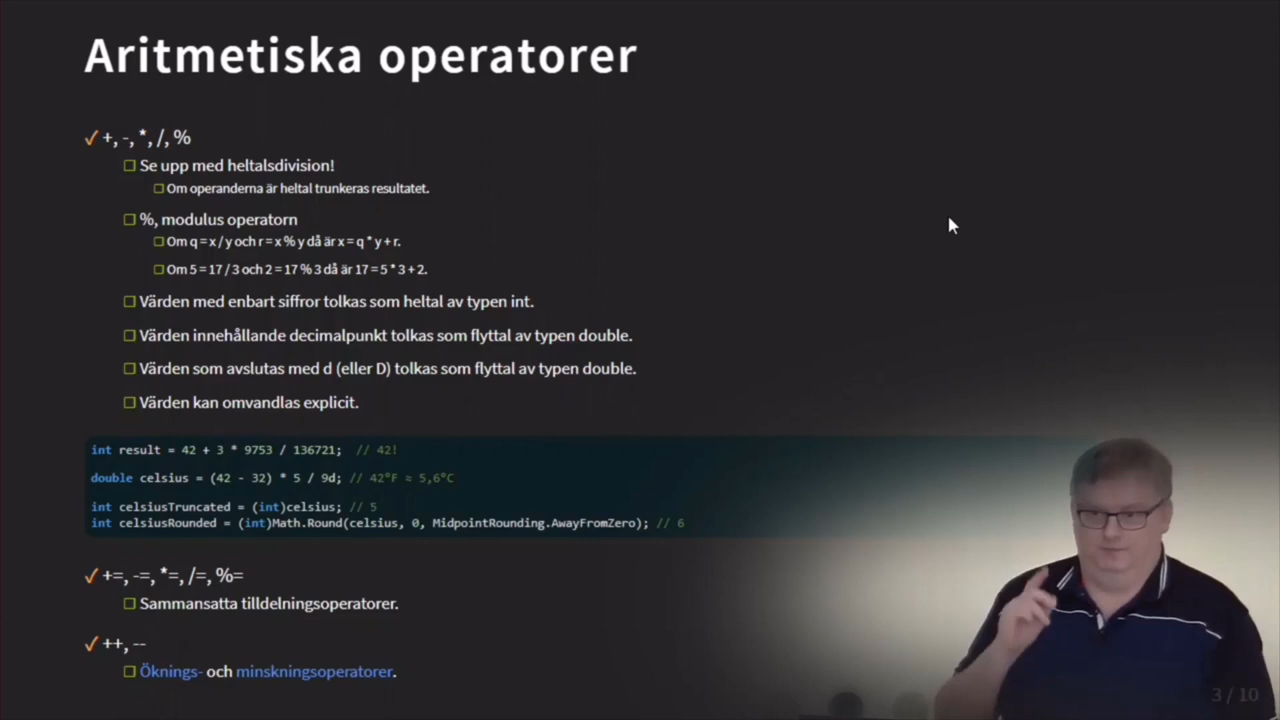 Aritmetiska operatorer
+, -, *, /, %
Se upp med heltalsdivision!
Om operanderna är heltal trunkeras resultatet.
%, modulus operatorn
Om q = x / y och r = x % y då är x = q * y + r.
Om 5 = 17 / 3 och 2 = 17 % 3 då är 17 = 5 * 3 + 2.
Värden med enbart siffror tolkas som heltal av typen int.
Värden innehållande decimalpunkt tolkas som flyttal av typen double.
Värden som avslutas med d (eller D) tolkas som flyttal av typen double.
Värden kan omvandlas explicit.
int result = 42 + 3 * 9753 / 136721;  // 42!
double celsius = (42 - 32) * 5 / 9d; // 42°F ≈ 5,6°C
int celsiusTruncated = (int)celsius; // 5
int celsiusRounded = (int)Math.Round(celsius, 0, MidpointRounding.AwayFromZero); // 6
+=, -=, *=, /=, %=
Sammansatta tilldelningsoperatorer.
++, --
Öknings- och minskningsoperatorer.
3 / 10